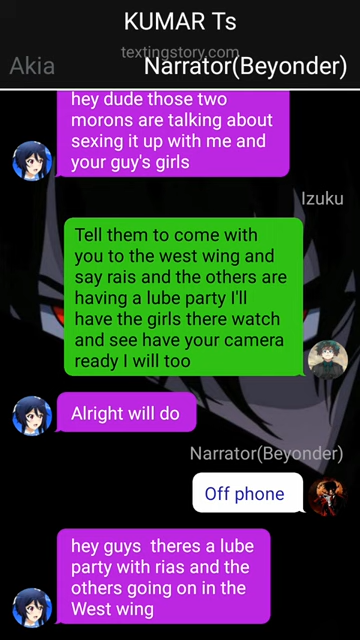 KUMAR Ts
textingstory.com
Akia
Narrator(Beyonder)
hey dude those two
morons are talking about
sexing it up with me and
your guy's girls
Izuku
Tell them to come with
you to the west wing and
say rais and the others are
having a lube party I'll
have the girls there watch
and see have your camera
ready I will too
Alright will do
Narrator(Beyonder)
Off phone
hey guys theres a lube
party with rias and the
others going on in the
West wing